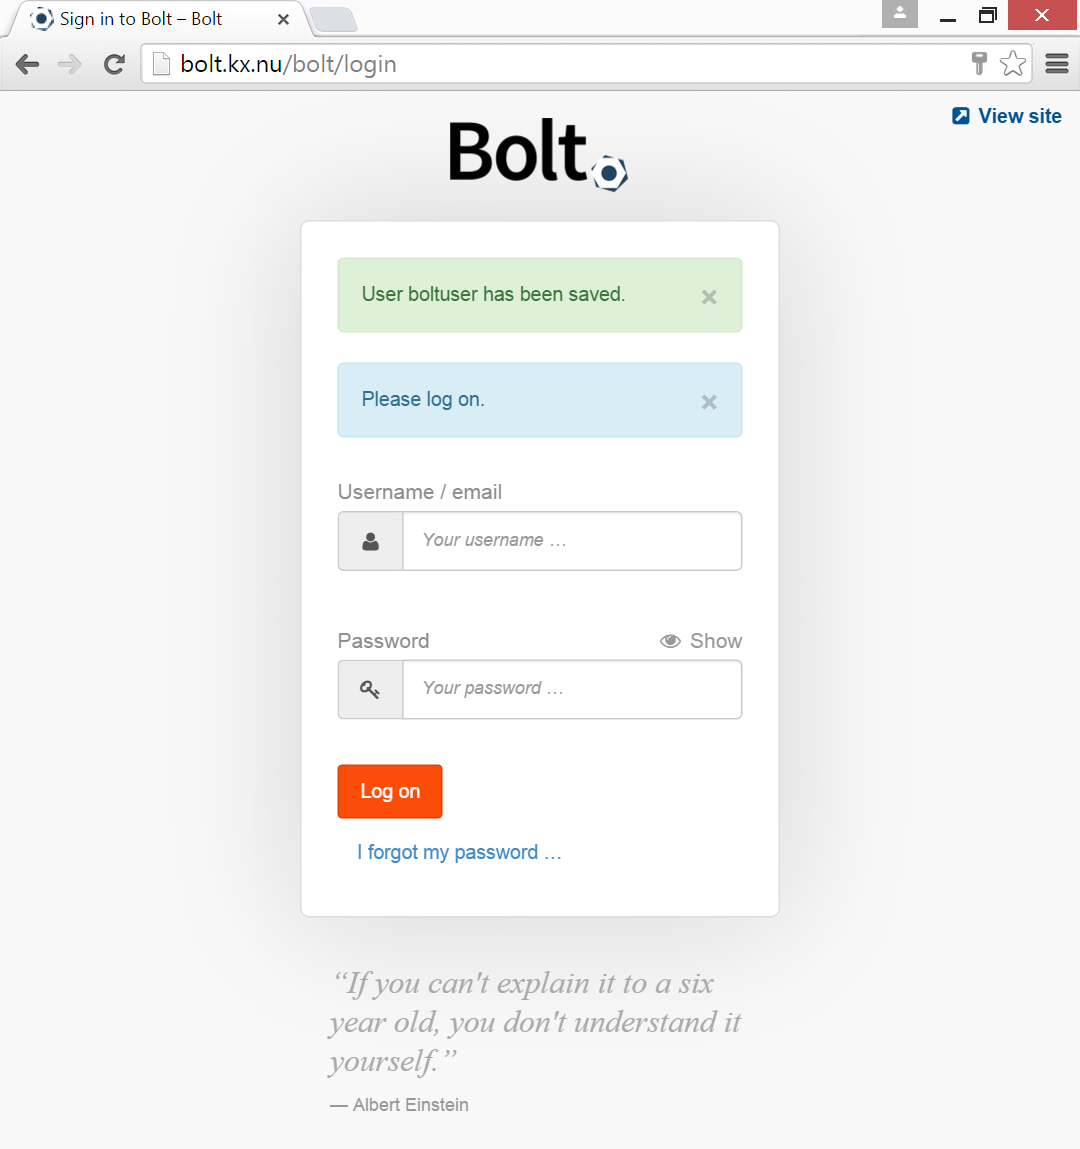 Sign in to Bolt – Bolt
bolt.kx.nu/bolt/login
View site
Bolt
User boltuser has been saved.
Please log on.
Username / email
Your username …
Password
Show
Your password …
Log on
I forgot my password …
“If you can't explain it to a six
year old, you don't understand it
yourself.”
— Albert Einstein